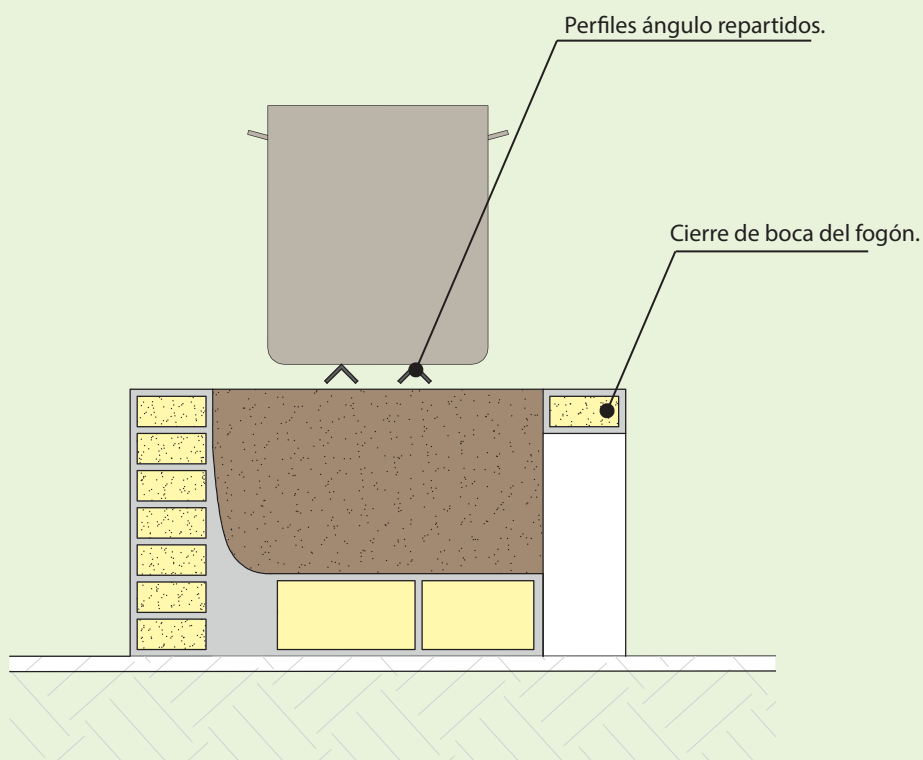 Perfiles ángulo repartidos.
Cierre de boca del fogón.